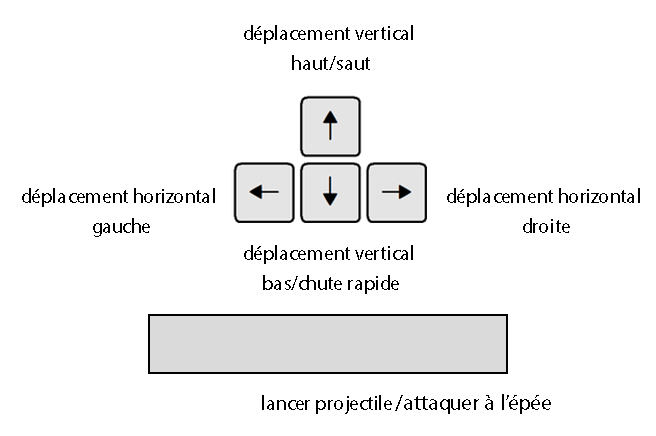 déplacement vertical
haut/saut
déplacement horizontal
gauche
déplacement horizontal
droite
déplacement vertical
bas/chute rapide
lancer projectile/attaquer à l'épée